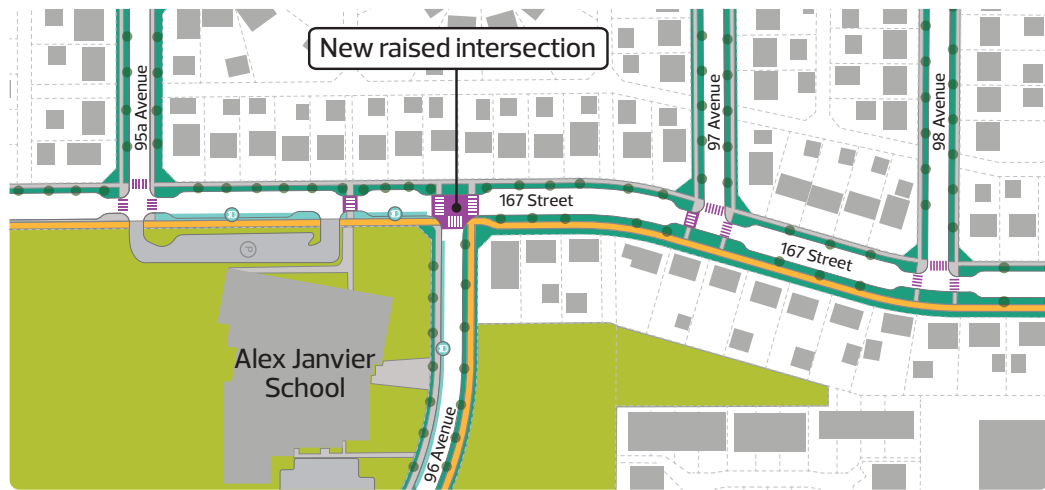 New raised intersection
95a Avenue
97 Avenue
98 Avenue
167 Street
167 Street
P
Alex Janvier
School
96 Avenue